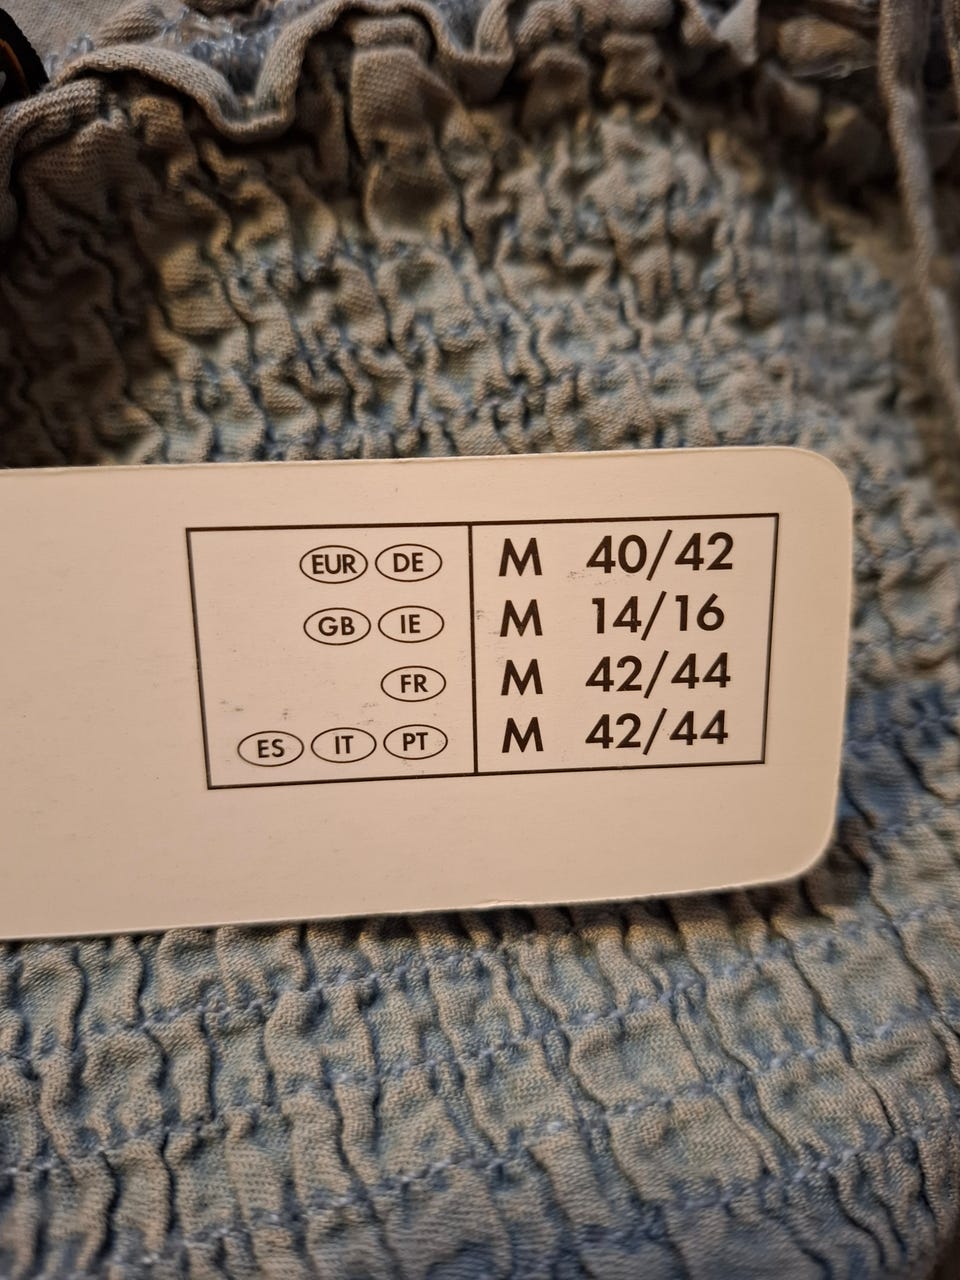 EUR DE M 40/42
GB IE M 14/16
FR M 42/44
ES IT PT M 42/44